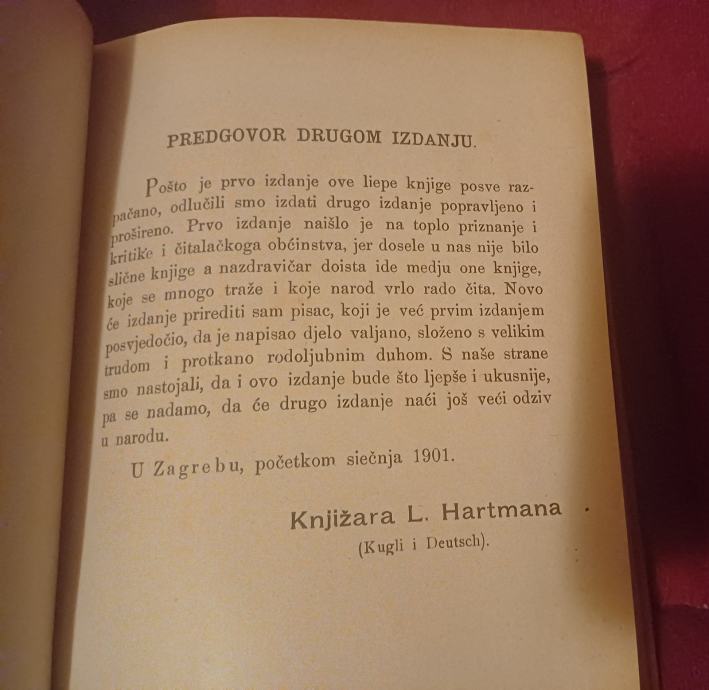 PREDGOVOR DRUGOM IZDANJU.
Pošto je prvo izdanje ove liepe knjige posve raz-
pačano, odlučili smo izdati drugo izdanje popravljeno i
prošireno. Prvo izdanje naišlo je na toplo priznanje i
kritike i čitalačkoga obćinstva, jer dosele u nas nije bilo
slične knjige a nazdravičar doista ide medju one knjige,
koje se mnogo traže i koje narod vrlo rado čita. Novo
će izdanje prirediti sam pisac, koji je već prvim izdanjem
posvjedočio, da je napisao djelo valjano, složeno s velikim
trudom i protkano rodoljubnim duhom. S naše strane
smo nastojali, da i ovo izdanje bude što ljepše i ukusnije,
pa se nadamo, da će drugo izdanje naći još veći odziv
u narodu.
U Zagrebu, početkom siečnja 1901.
Knjižara L. Hartmana
(Kugli i Deutsch).